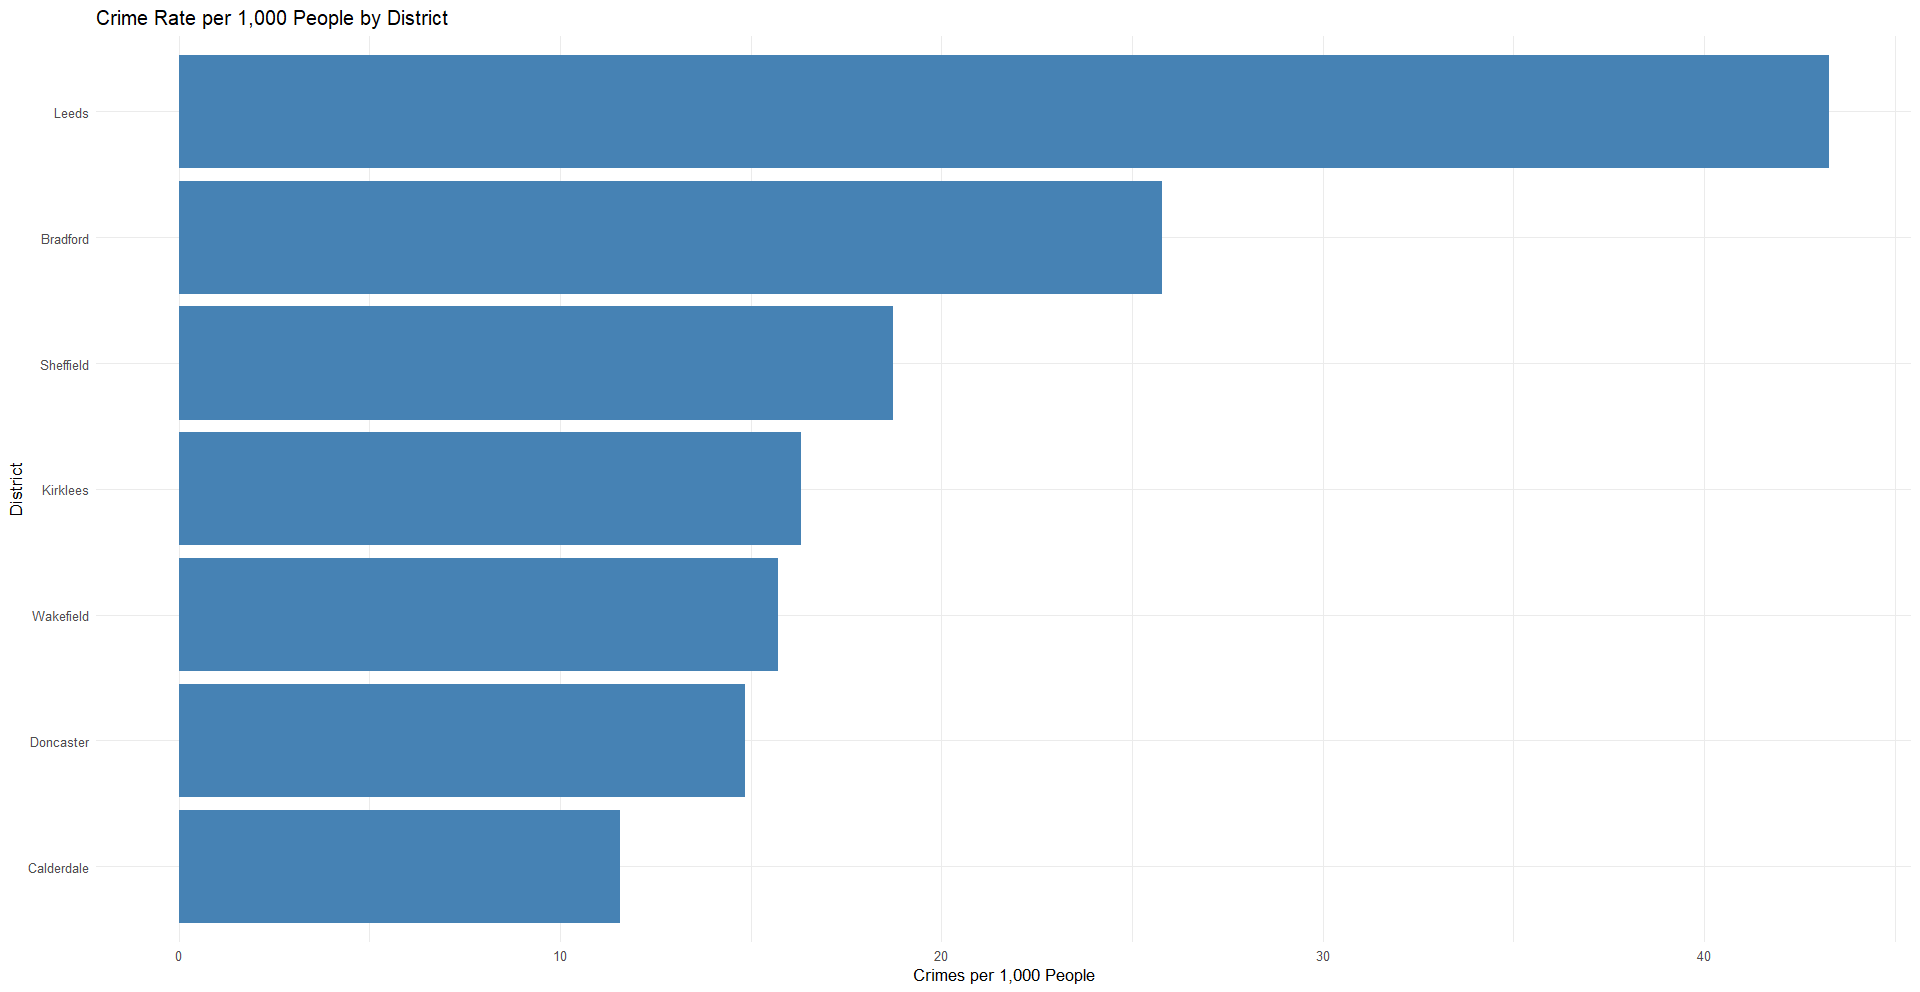 Crime Rate per 1,000 People by District
District
Leeds
Bradford
Sheffield
Kirklees
Wakefield
Doncaster
Calderdale
0 10 20 30 40
Crimes per 1,000 People